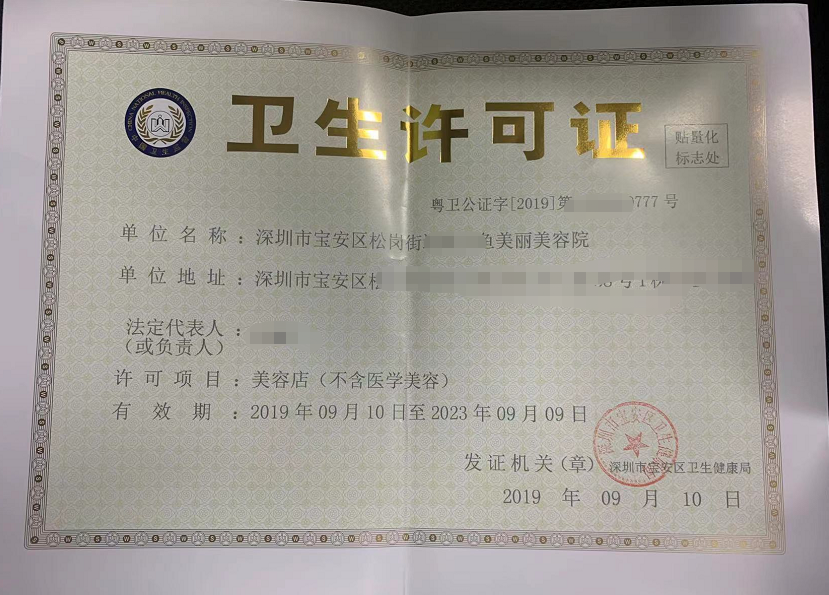 卫生许可证
贴量化
标志处
粤卫公证字[2019]第 0777 号
单位名称：深圳市宝安区松岗街 鱼美丽美容院
单位地址：深圳市宝安区 号1栋
法定代表人：
（或负责人）
许可项目：美容店（不含医学美容）
有效期：2019年09月10日至2023年09月09日
发证机关（章）深圳市宝安区卫生健康局
2019年09月10日